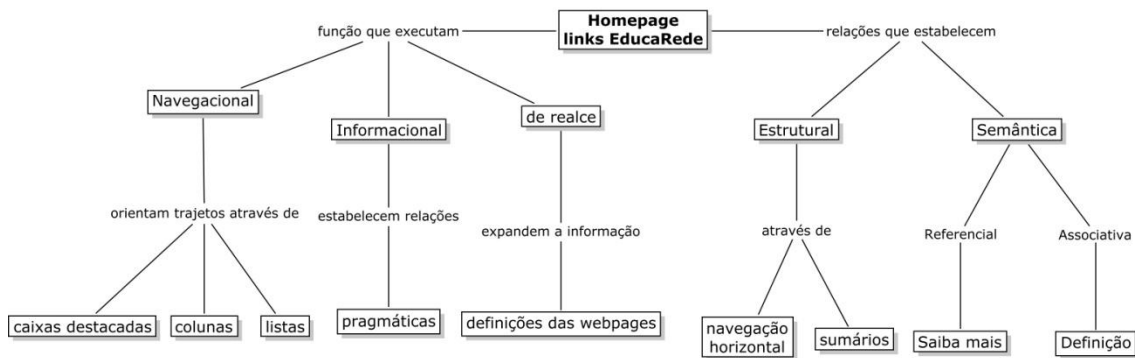 Homepage
links EducaRede
função que executam
relações que estabelecem
Navegacional
Informacional
de realce
Estrutural
Semântica
orientam trajetos através de
estabelecem relações
expandem a informação
através de
Referencial
Associativa
caixas destacadas
colunas
listas
pragmáticas
definições das webpages
navegação
horizontal
sumários
Saiba mais
Definição